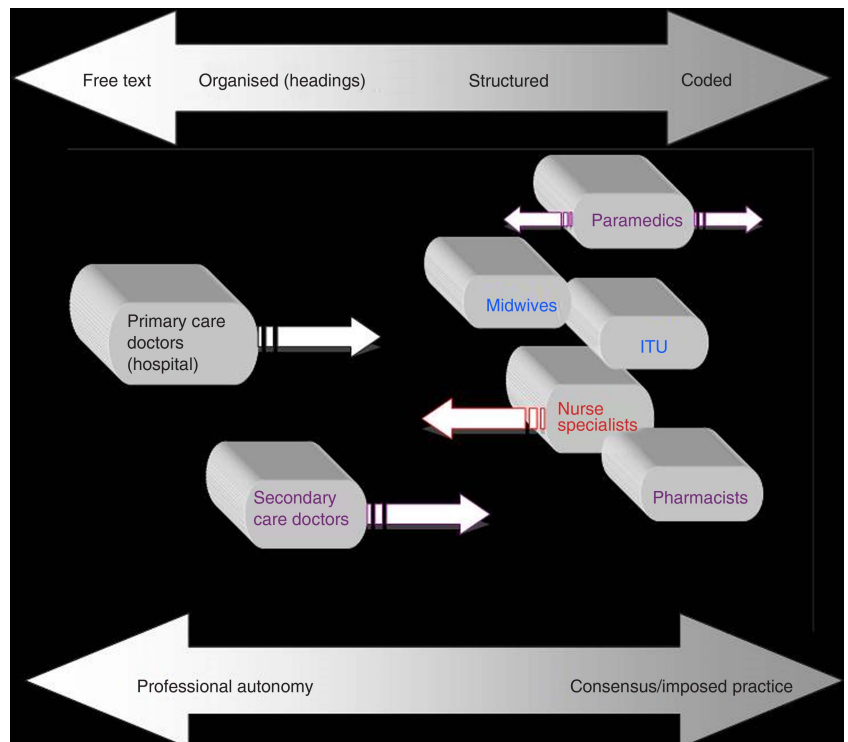 Free text
Organised (headings)
Structured
Coded
Paramedics
Midwives
Primary care
doctors
(hospital)
ITU
Nurse
specialists
Secondary
care doctors
Pharmacists
Professional autonomy
Consensus/imposed practice